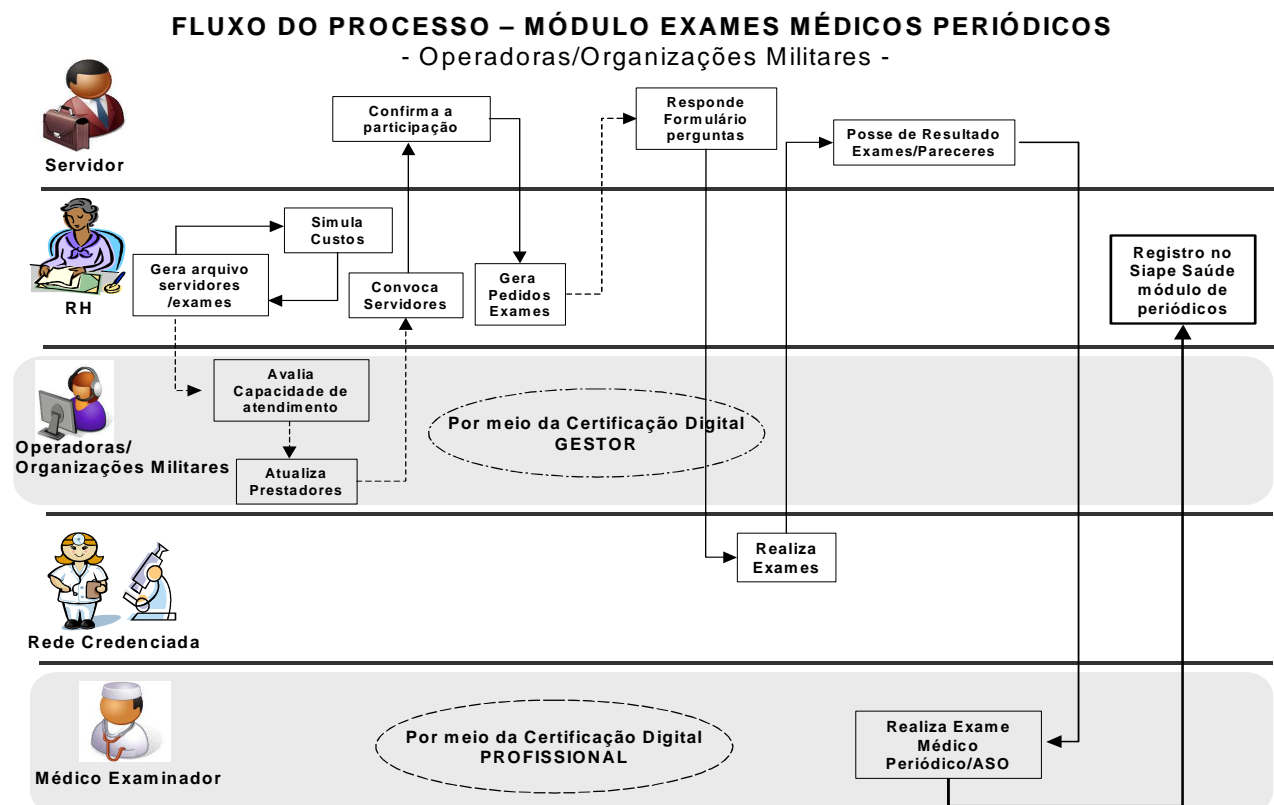 FLUXO DO PROCESSO – MÓDULO EXAMES MÉDICOS PERIÓDICOS
- Operadoras/Organizações Militares -
Servidor
Confirma a
participação
Responde
Formulário
perguntas
Posse de Resultado
Exames/Pareceres
RH
Gera arquivo
servidores
/exames
Simula
Custos
Convoca
Servidores
Gera
Pedidos
Exames
Registro no
Siape Saúde
módulo de
periódicos
Operadoras/
Organizações Militares
Avalia
Capacidade de
atendimento
Atualiza
Prestadores
Por meio da Certificação Digital
GESTOR
Rede Credenciada
Realiza
Exames
Médico Examinador
Por meio da Certificação Digital
PROFISSIONAL
Realiza Exame
Médico
Periódico/ASO